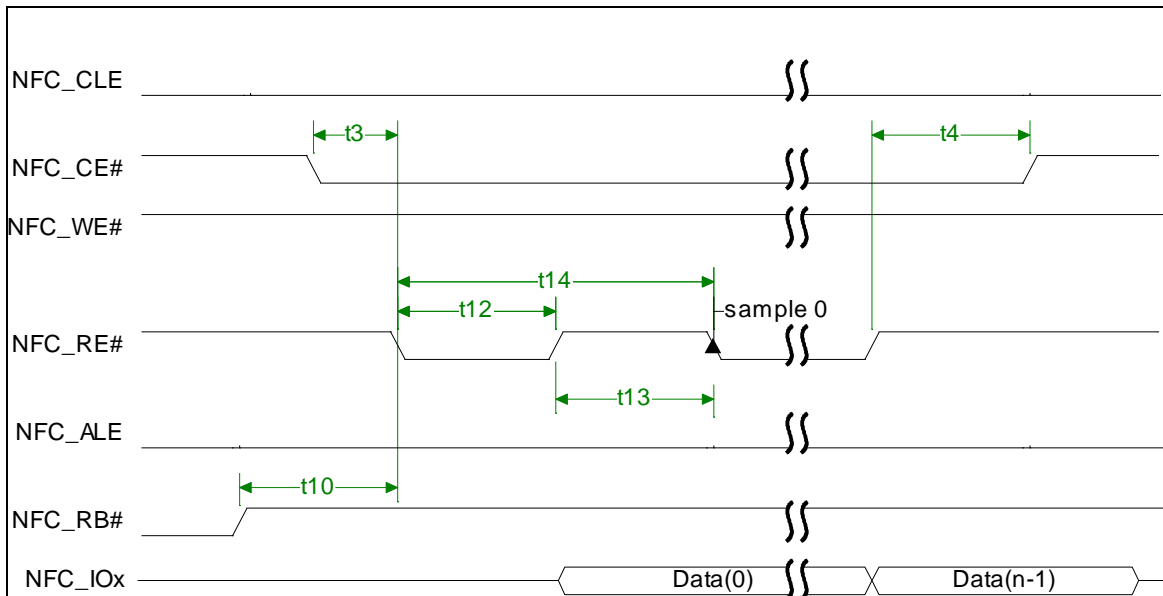 NFC_CLE
t3
t4
NFC_CE#
NFC_WE#
t14
t12
sample 0
NFC_RE#
t13
NFC_ALE
t10
NFC_RB#
NFC_IOx
Data(0)
Data(n-1)